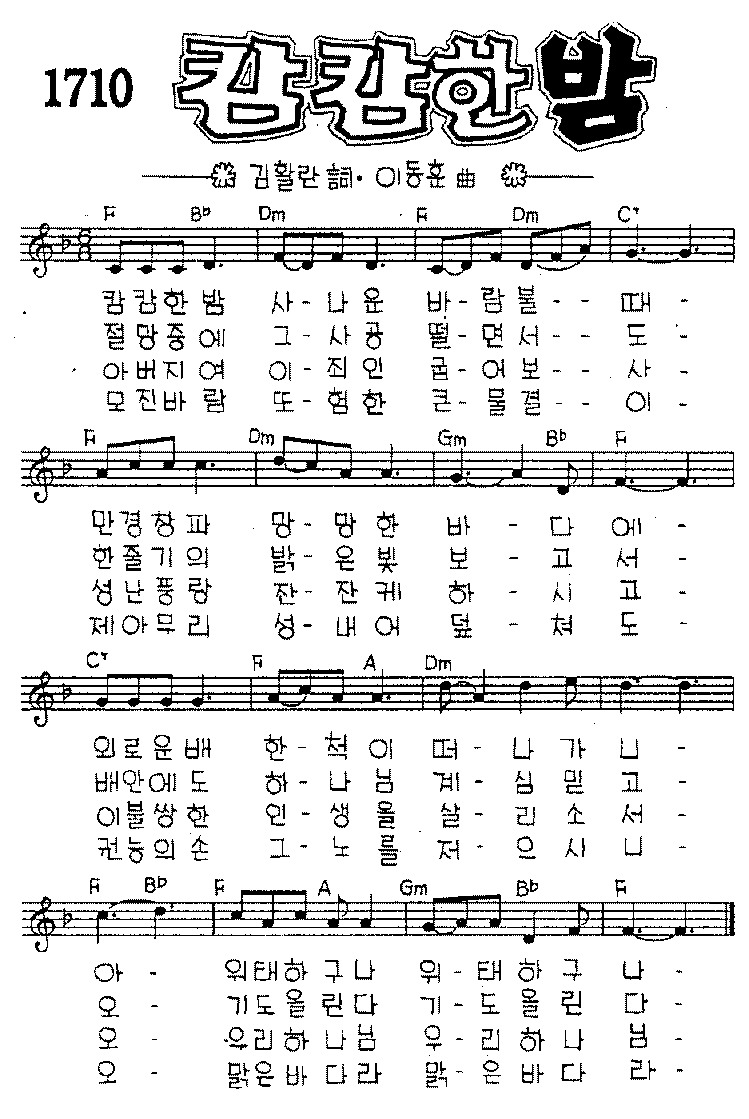 1710 캄캄한밤
김활란 詞 · 이동훈 曲
F B♭ Dm F Dm C⁷
캄캄한밤 사-나운 바-람불-- 때-
절망중에 그-사공 떨-면서-- 도-
아버지여 이-죄인 굽-어보-- 사-
모진바람 또-험한 큰-물결-- 이-
F Dm Gm B♭ F
만경창파 망-망한 바-다에-
한줄기의 밝-은빛 보-고서-
성난풍랑 잔-잔케 하-시고-
제아무리 성-내어 덮-쳐도-
C⁷ F A Dm
외로운배 한-척이 떠-나가니-
배안에도 하-나님 계-심믿고-
이불쌍한 인-생을 살-리소서-
권능의손 그-노를 저-으사니-
F B♭ F A Gm B♭ F
아- 위태하구나 위-태하구나-
오- 기도올린다 기-도올린다-
오- 우리하나님 우-리하나님-
오- 맑은바다라 맑-은바다라-